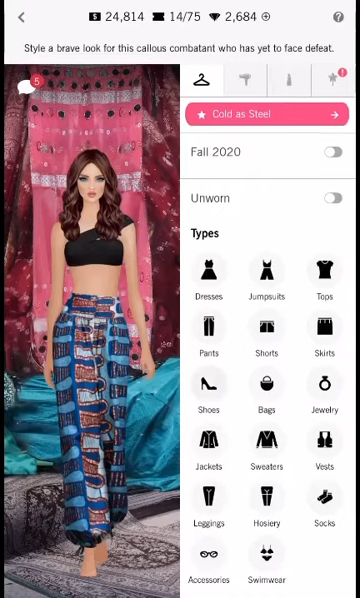 $ 24,814 14/75 2,684
Style a brave look for this callous combatant who has yet to face defeat.
5
!
Cold as Steel
Fall 2020
Unworn
Types
Dresses Jumpsuits Tops
Pants Shorts Skirts
Shoes Bags Jewelry
Jackets Sweaters Vests
Leggings Hosiery Socks
Accessories Swimwear